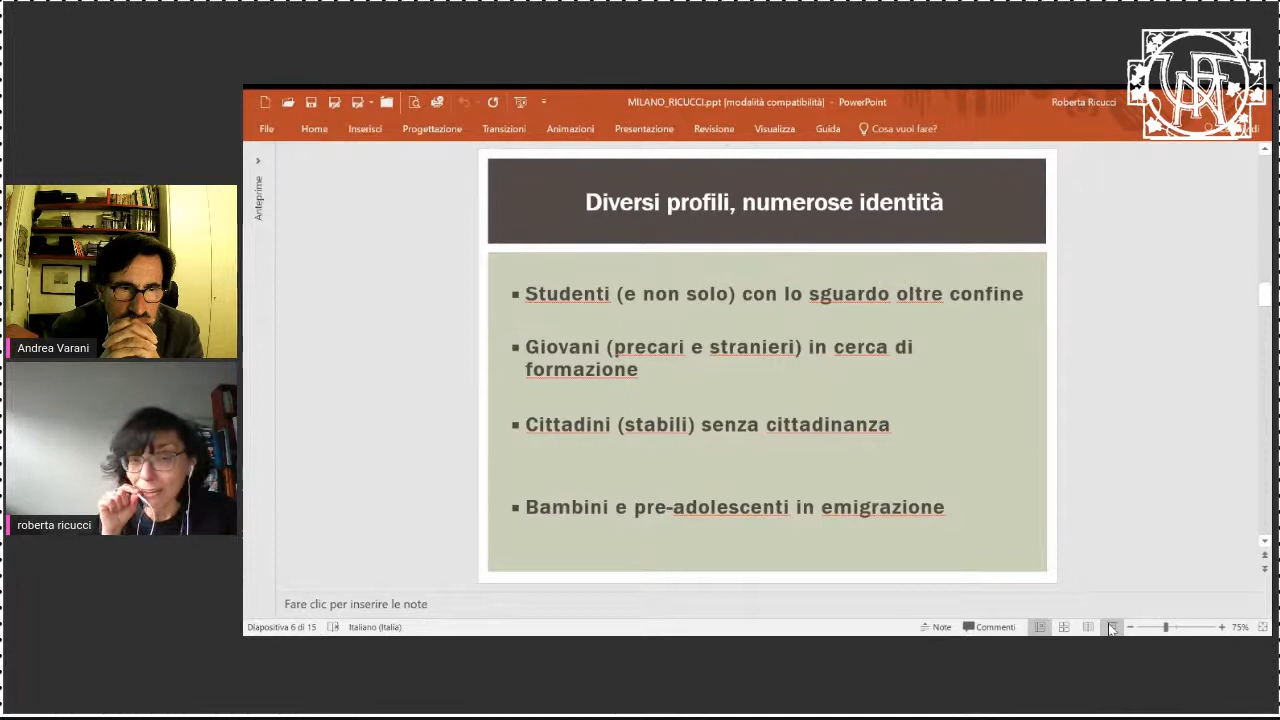 MILANO_RICUCCI.ppt [modalità compatibilità] - PowerPoint
Roberta Ricucci
File
Home
Inserisci
Progettazione
Transizioni
Animazioni
Presentazione
Revisione
Visualizza
Guida
Cosa vuoi fare?
Anteprime
Diversi profili, numerose identità
▪ Studenti (e non solo) con lo sguardo oltre confine
▪ Giovani (precari e stranieri) in cerca di
formazione
▪ Cittadini (stabili) senza cittadinanza
▪ Bambini e pre-adolescenti in emigrazione
Andrea Varani
roberta ricucci
Fare clic per inserire le note
Diapositiva 6 di 15
Italiano (Italia)
Note
Commenti
75%